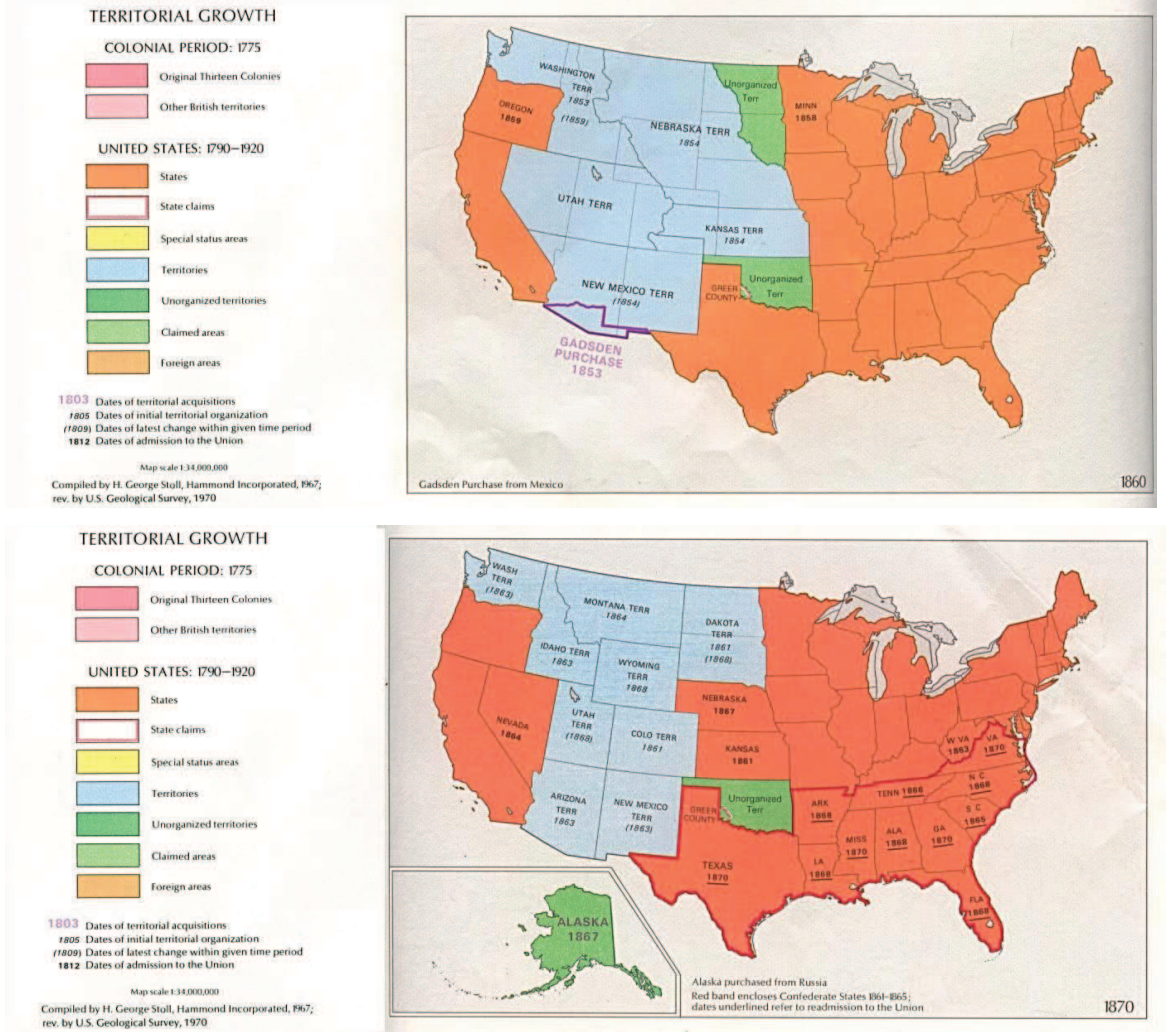 TERRITORIAL GROWTH
COLONIAL PERIOD: 1775
Original Thirteen Colonies
Other British territories
UNITED STATES: 1790–1920
States
State claims
Special status areas
Territories
Unorganized territories
Claimed areas
Foreign areas
1803 Dates of territorial acquisitions
1805 Dates of initial territorial organization
(1809) Dates of latest change within given time period
1812 Dates of admission to the Union
Map scale 1:34,000,000
Compiled by H. George Stoll, Hammond Incorporated, 1967;
rev. by U.S. Geological Survey, 1970
WASHINGTON
TERR
1853
(1859)
OREGON
1859
NEBRASKA TERR
1854
Unorganized
Terr
MINN
1858
UTAH TERR
KANSAS TERR
1854
NEW MEXICO TERR
(1854)
GREER
COUNTY
Unorganized
Terr
GADSDEN
PURCHASE
1853
Gadsden Purchase from Mexico
1860
TERRITORIAL GROWTH
COLONIAL PERIOD: 1775
Original Thirteen Colonies
Other British territories
UNITED STATES: 1790–1920
States
State claims
Special status areas
Territories
Unorganized territories
Claimed areas
Foreign areas
1803 Dates of territorial acquisitions
1805 Dates of initial territorial organization
(1809) Dates of latest change within given time period
1812 Dates of admission to the Union
Map scale 1:34,000,000
Compiled by H. George Stoll, Hammond Incorporated, 1967;
rev. by U.S. Geological Survey, 1970
WASH
TERR
(1863)
MONTANA TERR
1864
DAKOTA
TERR
1861
(1868)
IDAHO TERR
1863
WYOMING
TERR
1868
NEBRASKA
1867
NEVADA
1864
UTAH
TERR
(1868)
COLO TERR
1861
KANSAS
1861
W VA
1863
VA
1870
ARIZONA
TERR
1863
NEW MEXICO
TERR
(1863)
GREER
COUNTY
Unorganized
Terr
TENN 1866
N C
1868
ARK
1868
S C
1865
MISS
1870
ALA
1868
GA
1870
TEXAS
1870
LA
1868
FLA
1868
ALASKA
1867
Alaska purchased from Russia
Red band encloses Confederate States 1861–1865;
dates underlined refer to readmission to the Union
1870